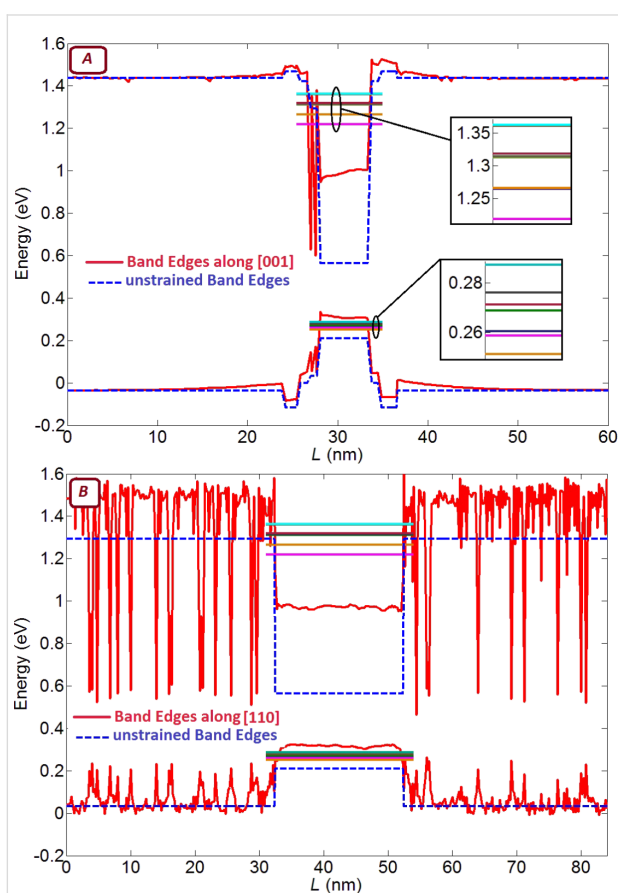 A
1.6
1.4
1.2
1
0.8
0.6
0.4
0.2
0
-0.2
Energy (eV)
1.35
1.3
1.25
Band Edges along [001]
unstrained Band Edges
0.28
0.26
0 10 20 30 40 50 60
L (nm)
B
1.6
1.4
1.2
1
0.8
0.6
0.4
0.2
0
-0.2
Energy (eV)
Band Edges along [110]
unstrained Band Edges
0 10 20 30 40 50 60 70 80
L (nm)